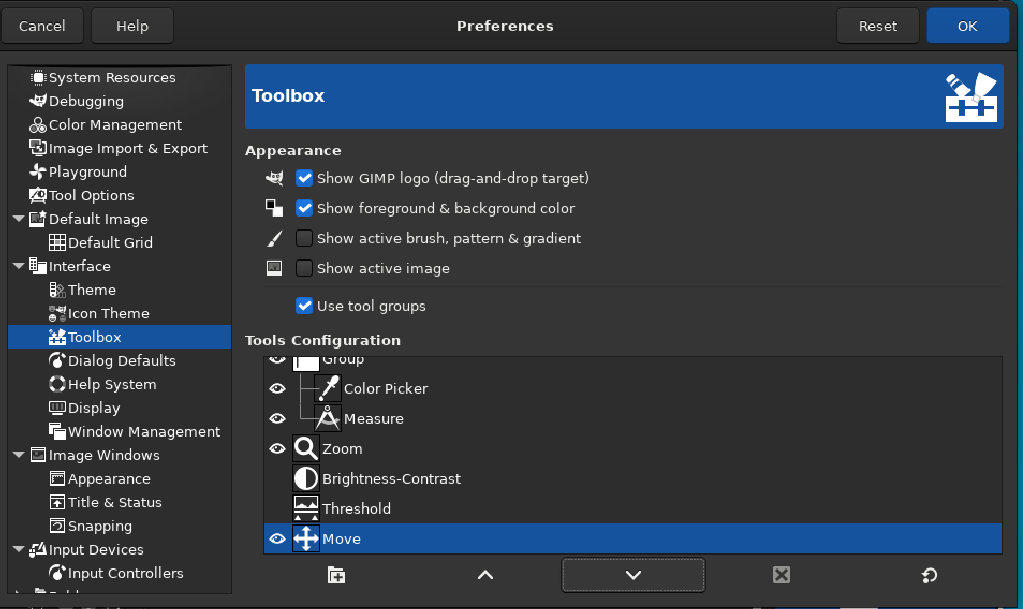 Cancel
Help
Preferences
Reset
OK
System Resources
Debugging
Color Management
Image Import & Export
Playground
Tool Options
Default Image
Default Grid
Interface
Theme
Icon Theme
Toolbox
Dialog Defaults
Help System
Display
Window Management
Image Windows
Appearance
Title & Status
Snapping
Input Devices
Input Controllers
Toolbox
Appearance
Show GIMP logo (drag-and-drop target)
Show foreground & background color
Show active brush, pattern & gradient
Show active image
Use tool groups
Tools Configuration
Group
Color Picker
Measure
Zoom
Brightness-Contrast
Threshold
Move